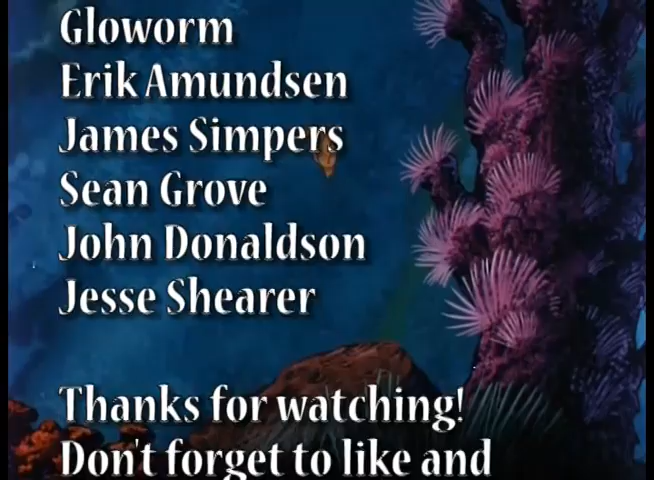 Gloworm
Erik Amundsen
James Simpers
Sean Grove
John Donaldson
Jesse Shearer
Thanks for watching!
Don't forget to like and